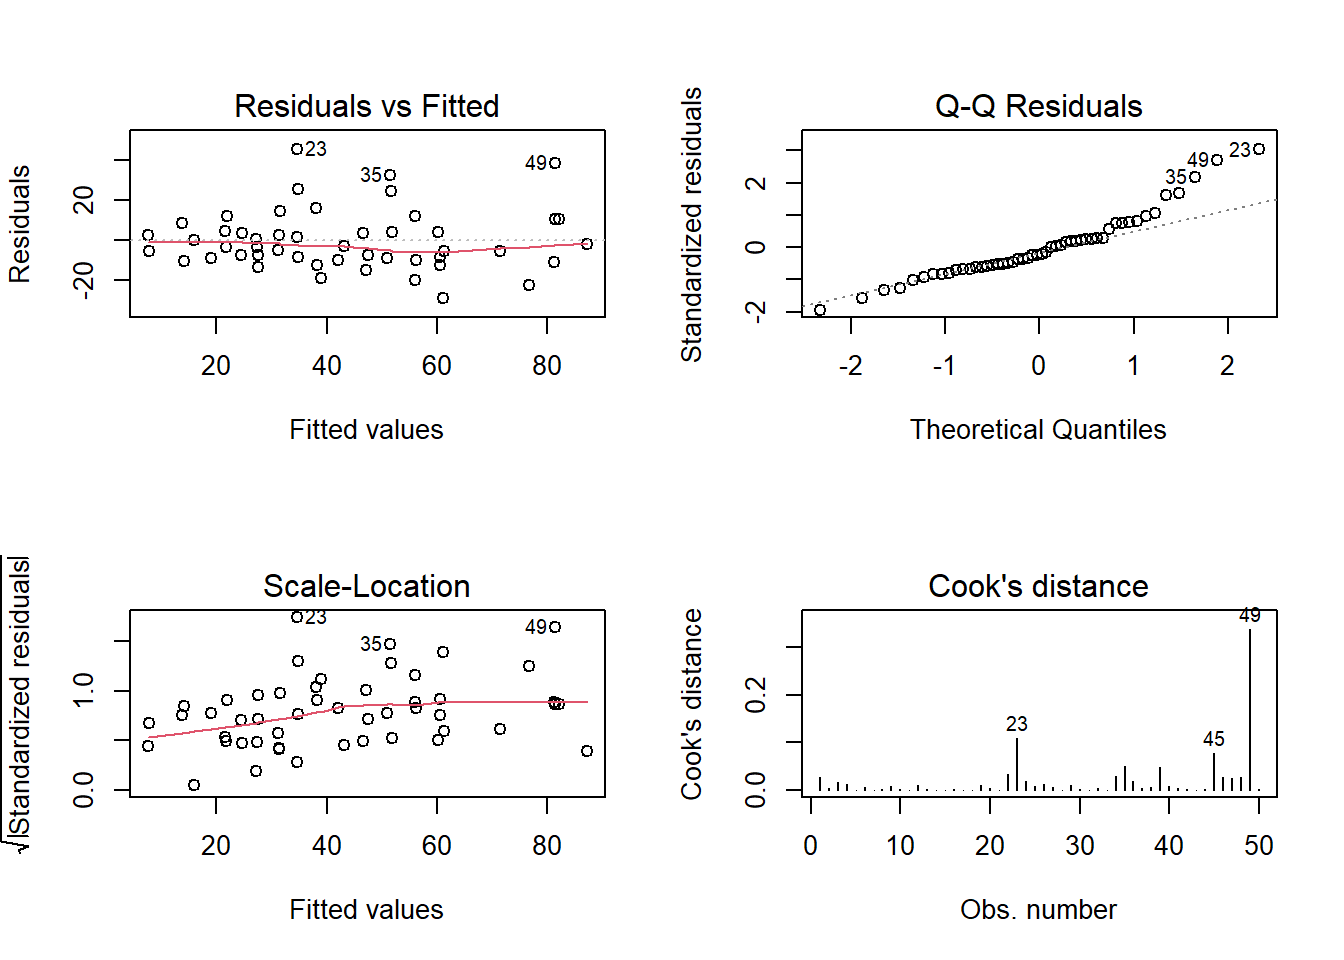 Residuals vs Fitted
Residuals
20
-20
23
35
49
20 40 60 80
Fitted values
Q-Q Residuals
Standardized residuals
2
0
-2
35
49
23
-2 -1 0 1 2
Theoretical Quantiles
Scale-Location
√|Standardized residuals|
1.0
0.0
23
35
49
20 40 60 80
Fitted values
Cook's distance
Cook's distance
0.2
0.0
23
45
49
0 10 20 30 40 50
Obs. number